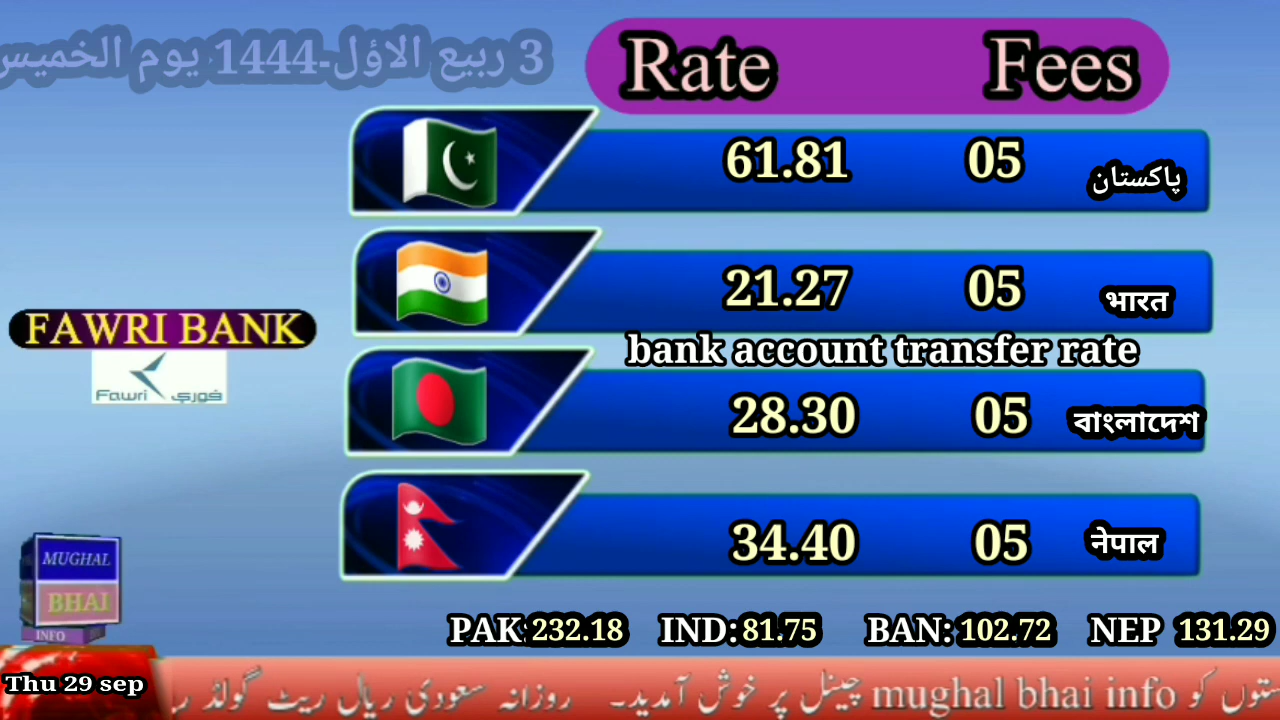 3 ربيع الاؤل-1444 يوم الخميس
Rate Fees
61.81 05 پاکستان
21.27 05 भारत
bank account transfer rate
FAWRI BANK
Fawri فوري
28.30 05 বাংলাদেশ
34.40 05 नेपाल
MUGHAL
BHAI
INFO
PAK: 232.18 IND: 81.75 BAN: 102.72 NEP 131.29
Thu 29 sep
ستوں کو mughal bhai info چینل پر خوش آمدید۔ روزانہ سعودی ریال ریٹ گولڈ